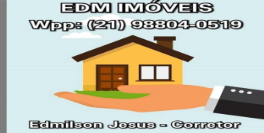 EDM IMÓVEIS
Wpp: (21) 98804-0519
Edmilson Jesus - Corretor